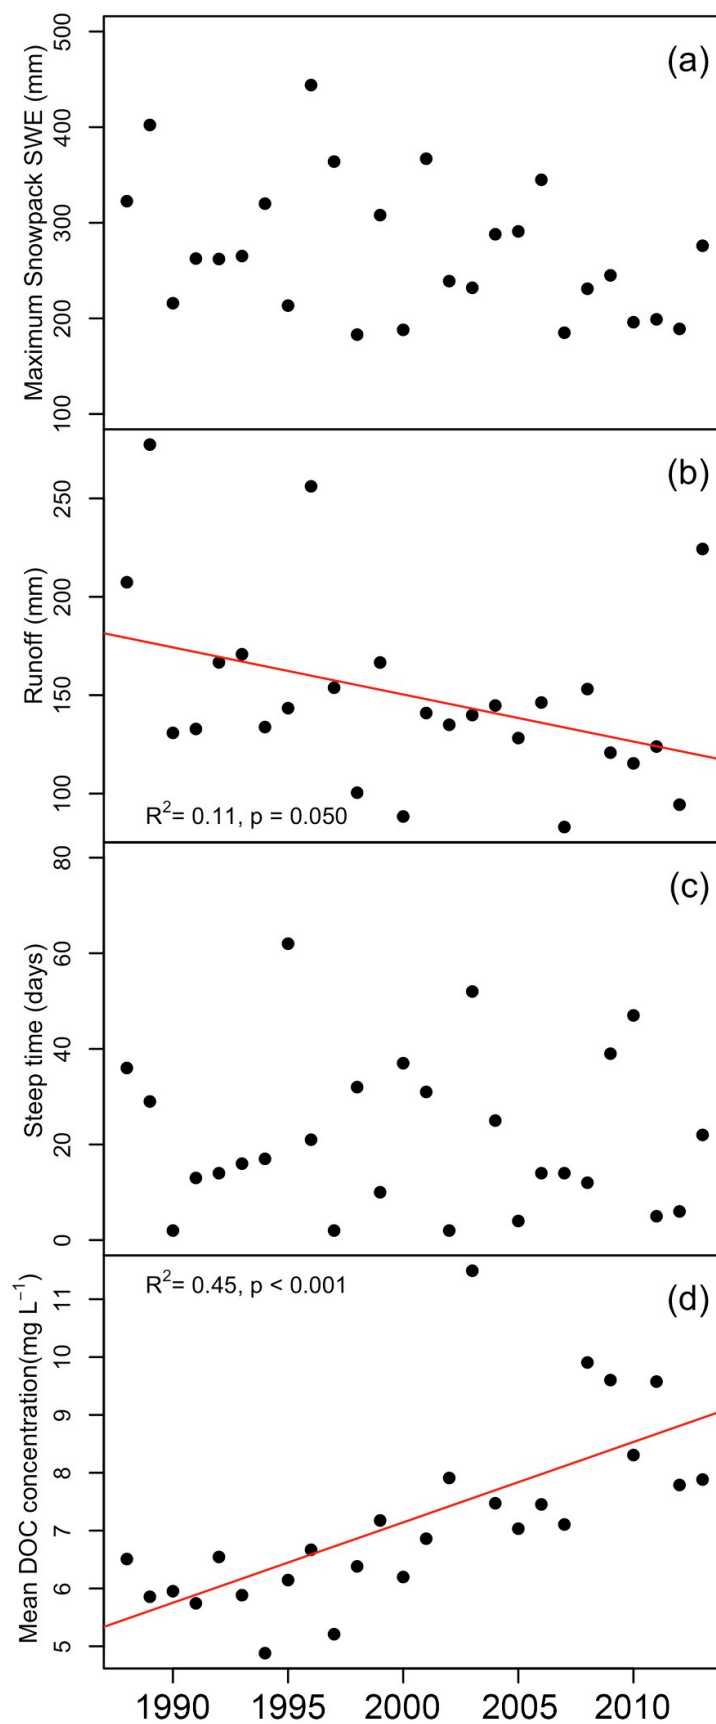 (a)
Maximum Snowpack SWE (mm)
500
400
300
200
100
(b)
Runoff (mm)
250
200
150
100
R²= 0.11, p = 0.050
(c)
Steep time (days)
80
60
40
20
0
R²= 0.45, p < 0.001
(d)
Mean DOC concentration(mg L⁻¹)
11
10
9
8
7
6
5
1990 1995 2000 2005 2010